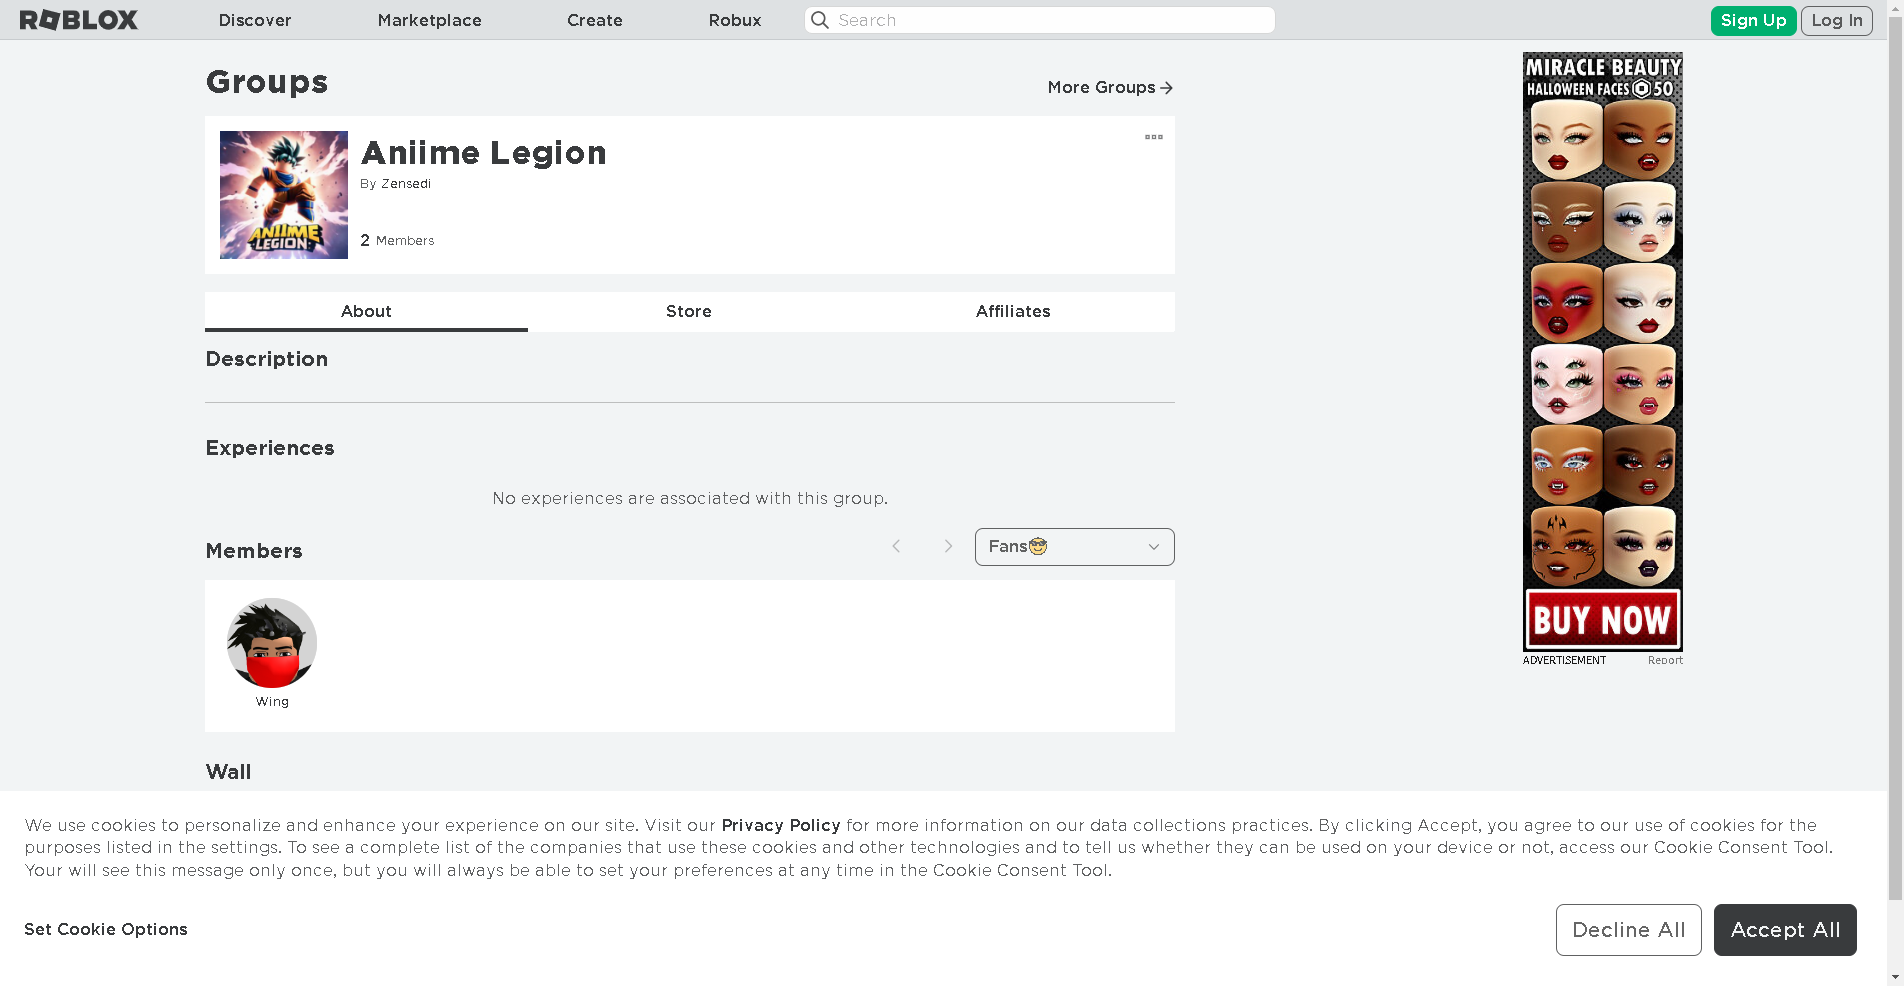 ROBLOX
Discover
Marketplace
Create
Robux
Search
Sign Up
Log In
Groups
More Groups
ANIIME
LEGION
Aniime Legion
By Zensedi
2 Members
About
Store
Affiliates
Description
Experiences
No experiences are associated with this group.
Members
Fans😎
Wing
Wall
MIRACLE BEAUTY
HALLOWEEN FACES 50
BUY NOW
ADVERTISEMENT
Report
We use cookies to personalize and enhance your experience on our site. Visit our Privacy Policy for more information on our data collections practices. By clicking Accept, you agree to our use of cookies for the
purposes listed in the settings. To see a complete list of the companies that use these cookies and other technologies and to tell us whether they can be used on your device or not, access our Cookie Consent Tool.
Your will see this message only once, but you will always be able to set your preferences at any time in the Cookie Consent Tool.
Set Cookie Options
Decline All
Accept All